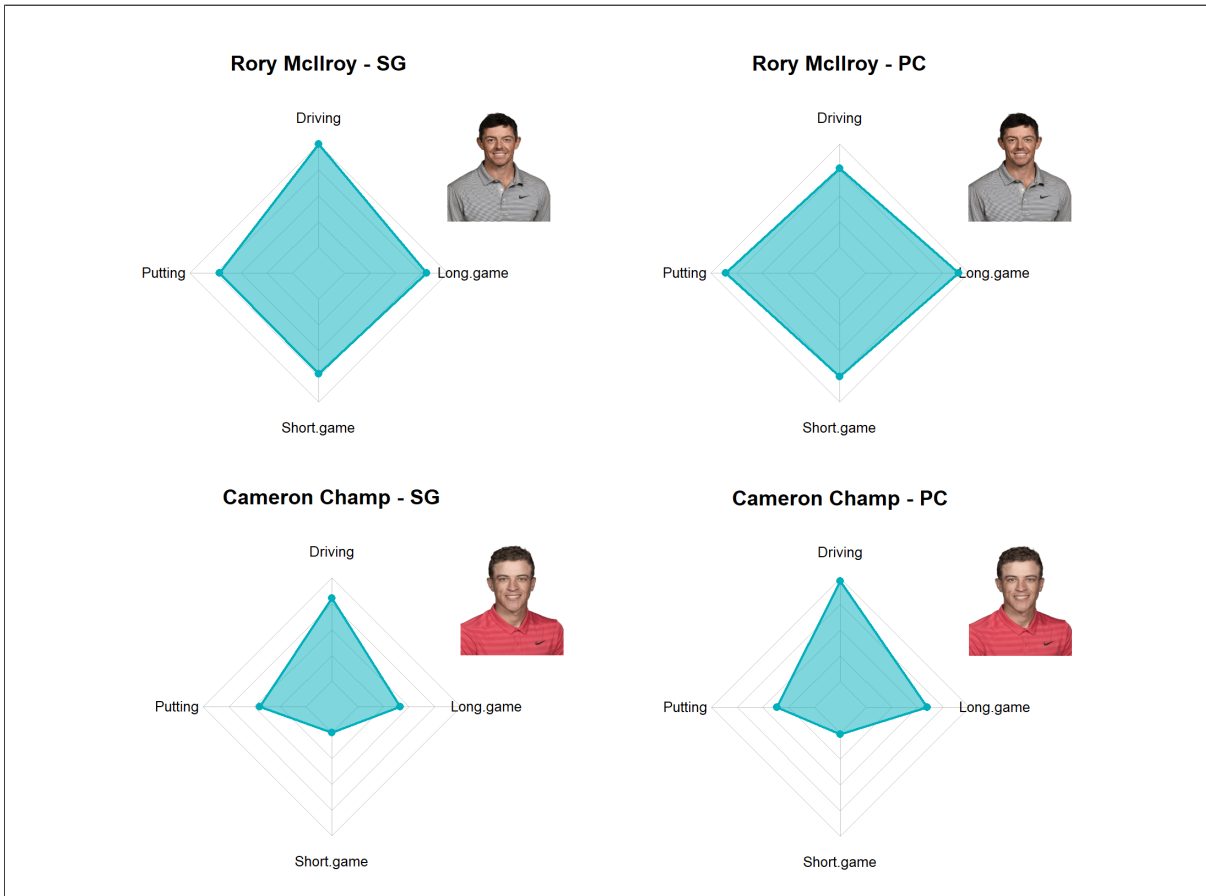 Rory McIlroy - SG
Driving
Putting
Long.game
Short.game
Rory McIlroy - PC
Driving
Putting
Long.game
Short.game
Cameron Champ - SG
Driving
Putting
Long.game
Short.game
Cameron Champ - PC
Driving
Putting
Long.game
Short.game